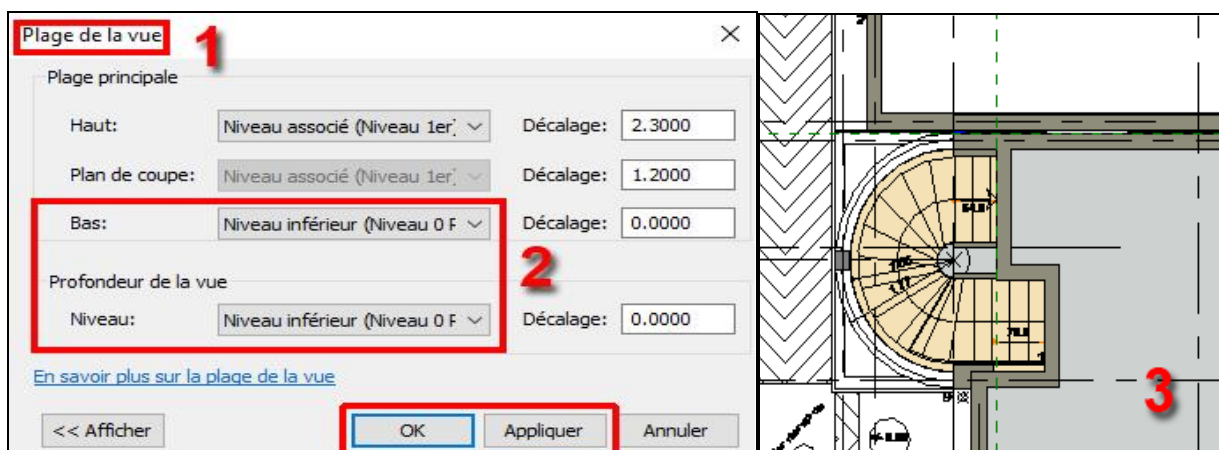 Plage de la vue
1
Plage principale
Haut: Niveau associé (Niveau 1er) Décalage: 2.3000
Plan de coupe: Niveau associé (Niveau 1er) Décalage: 1.2000
Bas: Niveau inférieur (Niveau 0 F Décalage: 0.0000
2
Profondeur de la vue
Niveau: Niveau inférieur (Niveau 0 F Décalage: 0.0000
En savoir plus sur la plage de la vue
<< Afficher OK Appliquer Annuler
3